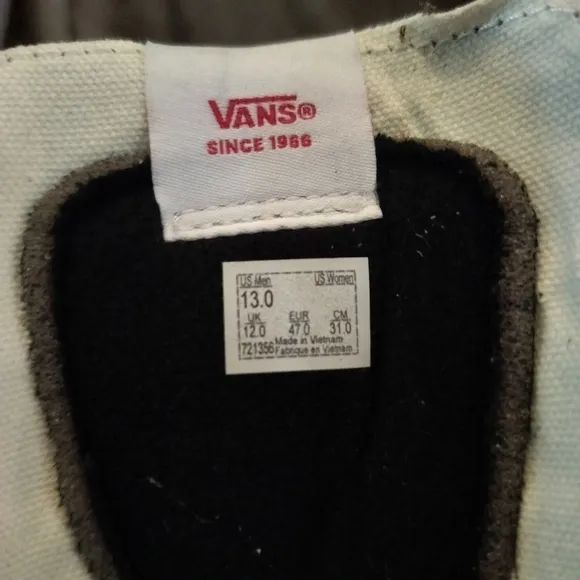 VANS®
SINCE 1966
US Men US Women
13.0
UK EUR CM
12.0 47.0 31.0
721356 Made in Vietnam
Fabrique en Vietnam